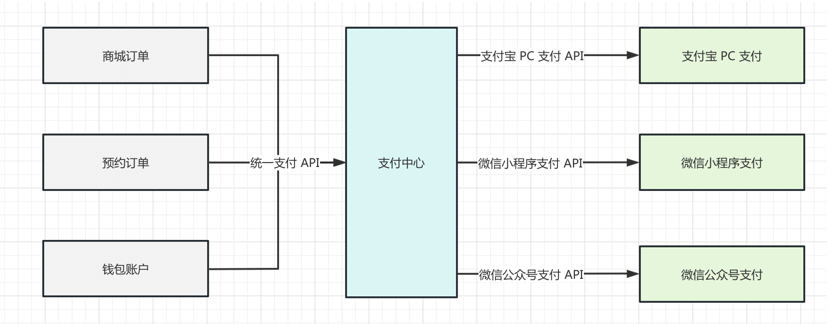 商城订单
支付宝 PC 支付 API
支付宝 PC 支付
预约订单
统一支付 API
支付中心
微信小程序支付 API
微信小程序支付
钱包账户
微信公众号支付 API
微信公众号支付